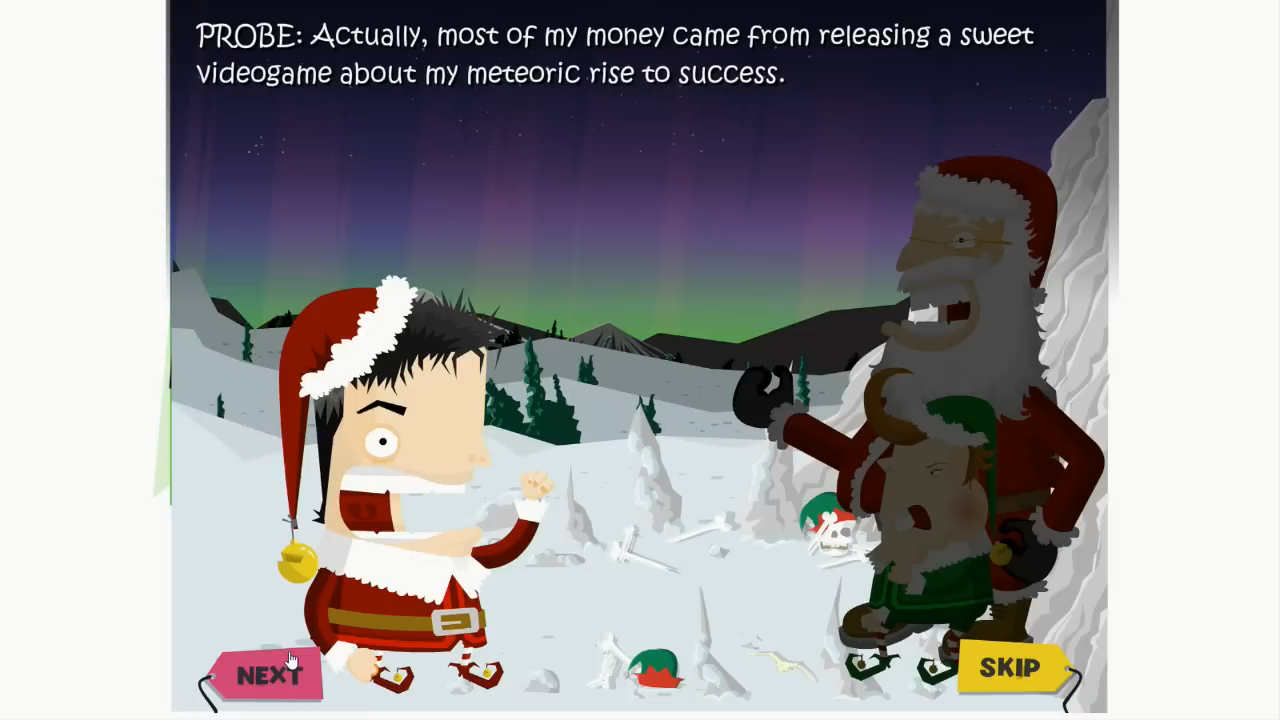 PROBE: Actually, most of my money came from releasing a sweet
videogame about my meteoric rise to success.
NEXT
SKIP